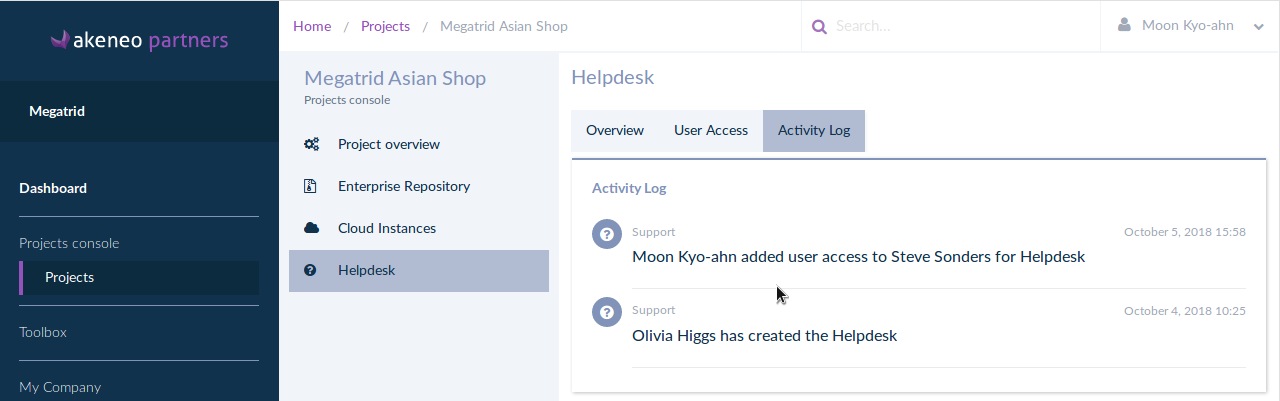 akeneo partners
Megatrid
Dashboard
Projects console
Projects
Toolbox
My Company
Home / Projects / Megatrid Asian Shop
Search...
Moon Kyo-ahn
Megatrid Asian Shop
Projects console
Project overview
Enterprise Repository
Cloud Instances
Helpdesk
Helpdesk
Overview User Access Activity Log
Activity Log
Support October 5, 2018 15:58
Moon Kyo-ahn added user access to Steve Sonders for Helpdesk
Support October 4, 2018 10:25
Olivia Higgs has created the Helpdesk